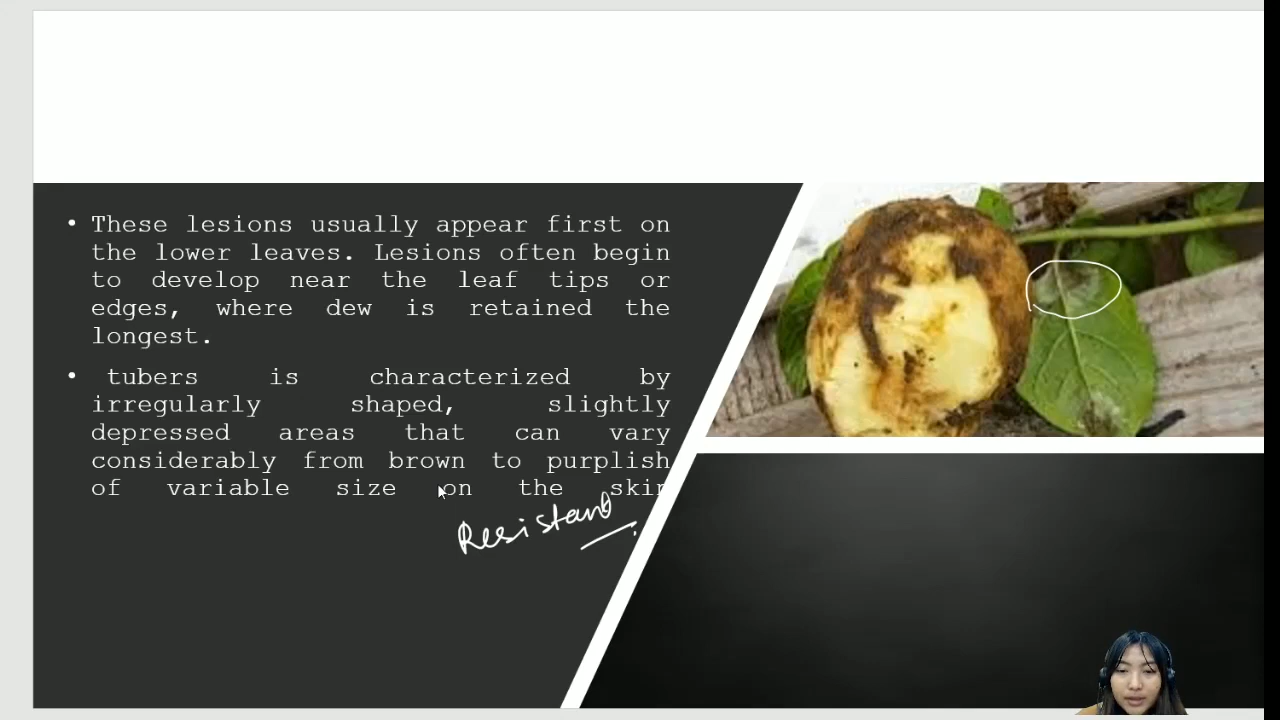 • These lesions usually appear first on
the lower leaves. Lesions often begin
to develop near the leaf tips or
edges, where dew is retained the
longest.
• tubers is characterized by
irregularly shaped, slightly
depressed areas that can vary
considerably from brown to purplish
of variable size on the skin
Resistant